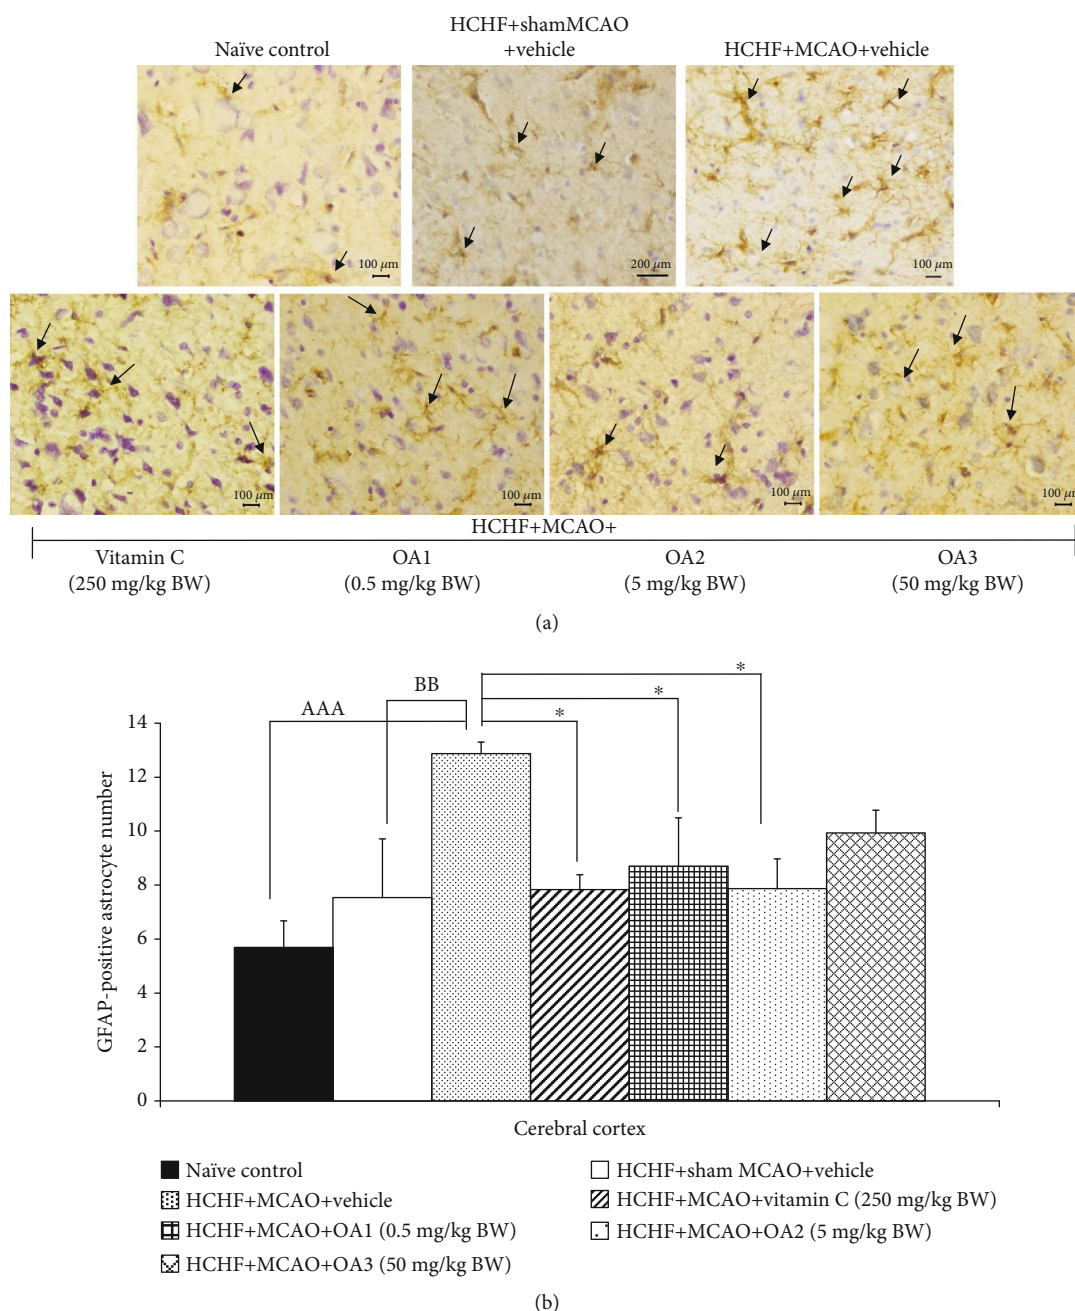 HCHF+shamMCAO
Naïve control +vehicle HCHF+MCAO+vehicle
100 μm 200 μm 100 μm
100 μm 100 μm 100 μm 100 μm
HCHF+MCAO+
Vitamin C OA1 OA2 OA3
(250 mg/kg BW) (0.5 mg/kg BW) (5 mg/kg BW) (50 mg/kg BW)
(a)
*
BB
*
AAA *
14
12
10
8
6
4
2
0
GFAP-positive astrocyte number
Cerebral cortex
Naïve control HCHF+sham MCAO+vehicle
HCHF+MCAO+vehicle HCHF+MCAO+vitamin C (250 mg/kg BW)
HCHF+MCAO+OA1 (0.5 mg/kg BW) HCHF+MCAO+OA2 (5 mg/kg BW)
HCHF+MCAO+OA3 (50 mg/kg BW)
(b)